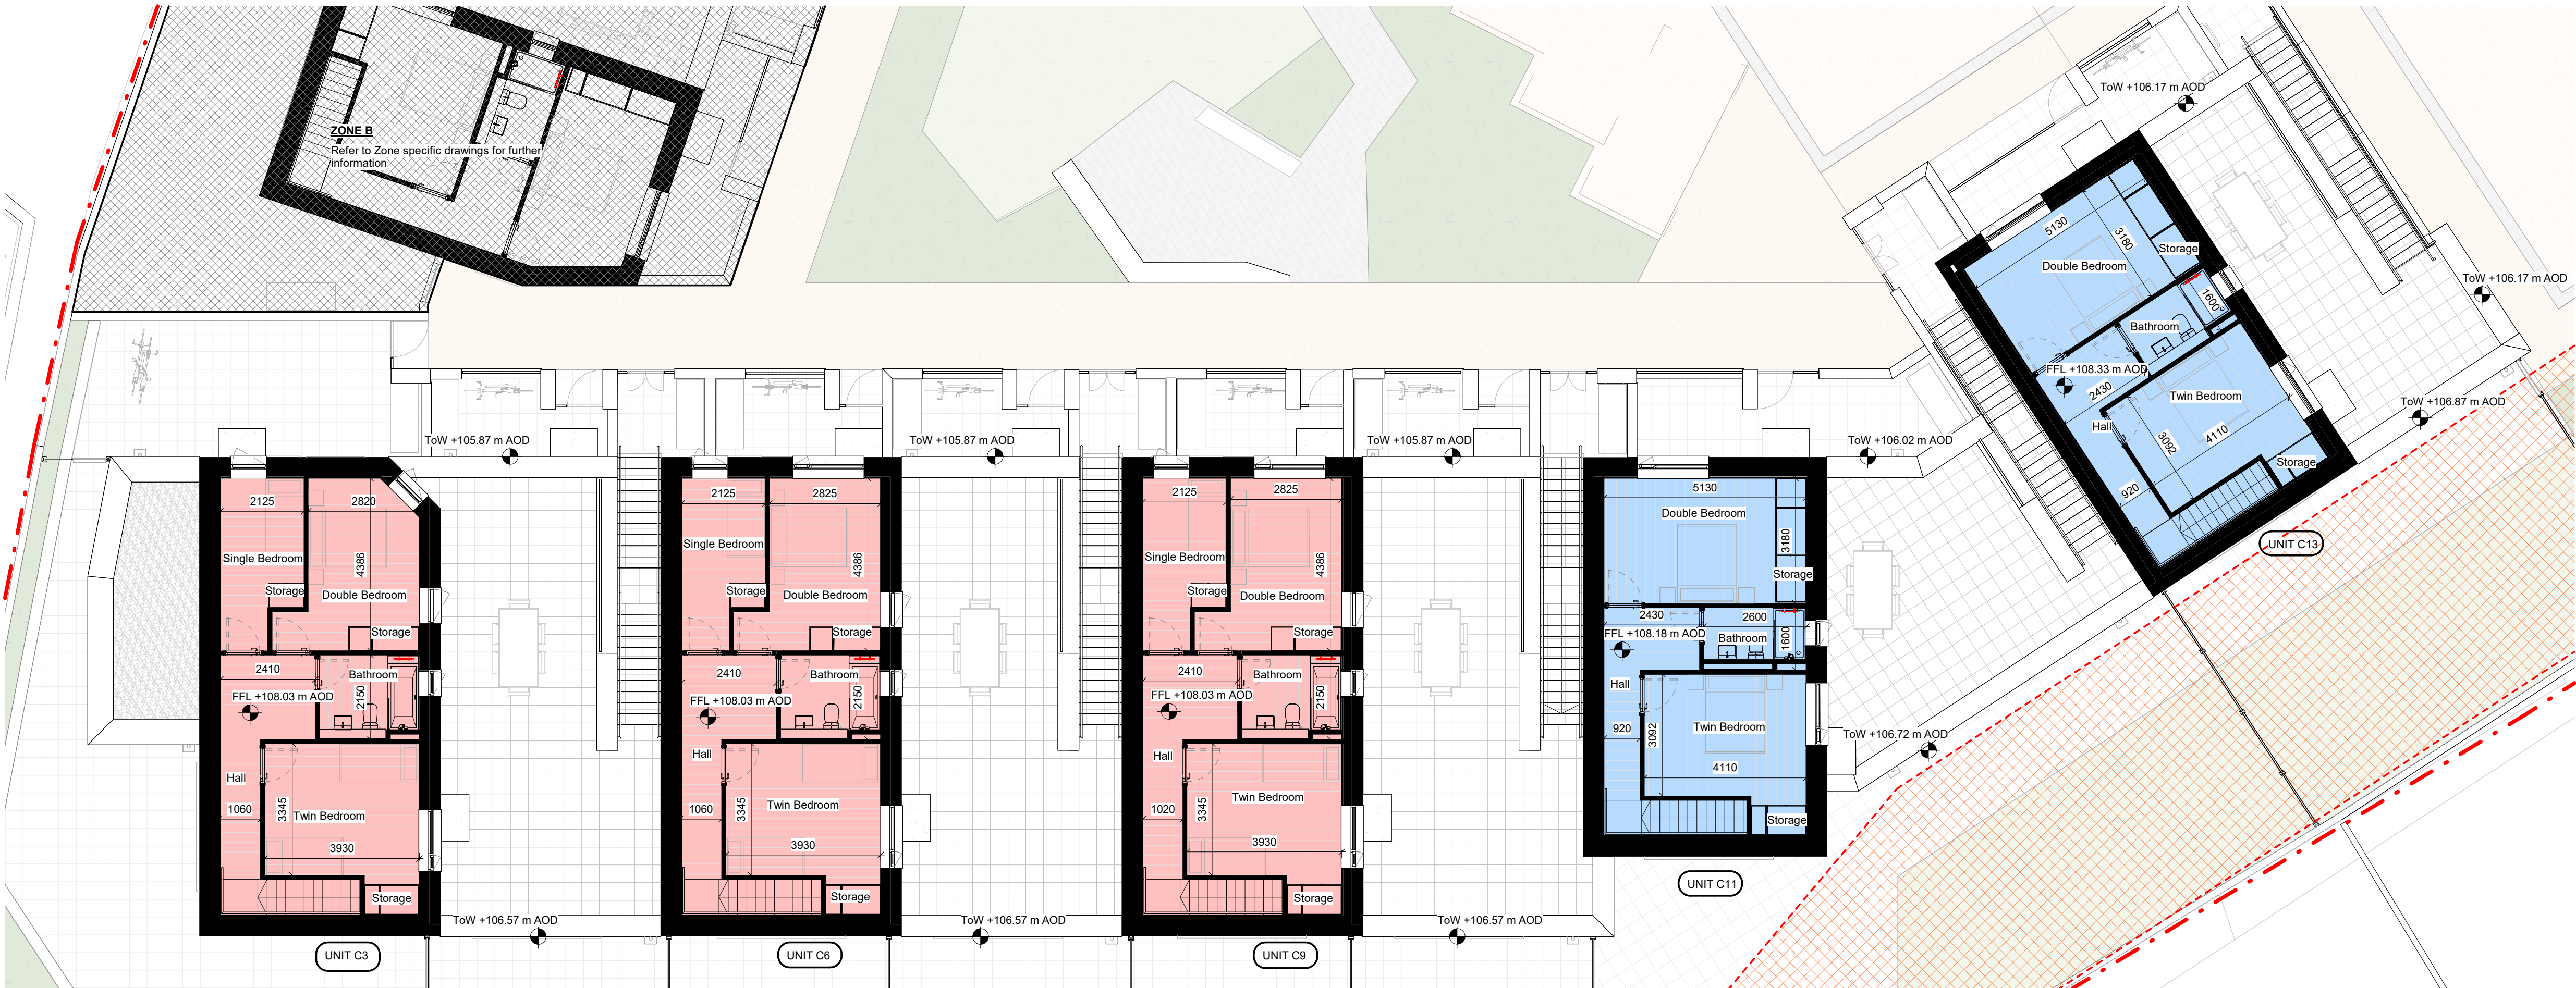 ZONE B
Refer to Zone specific drawings for further
information
ToW +105.87 m AOD
2125
2820
Single Bedroom
4386
Storage
Double Bedroom
Storage
2410
Bathroom
FFL +108.03 m AOD
2150
Hall
1060
3345
Twin Bedroom
3930
Storage
ToW +106.57 m AOD
UNIT C3
ToW +105.87 m AOD
2125
2825
Single Bedroom
4386
Storage
Double Bedroom
Storage
2410
Bathroom
FFL +108.03 m AOD
2150
Hall
1060
3345
Twin Bedroom
3930
Storage
ToW +106.57 m AOD
UNIT C6
ToW +105.87 m AOD
2125
2825
Single Bedroom
4386
Storage
Double Bedroom
Storage
2410
Bathroom
FFL +108.03 m AOD
2150
Hall
1020
3345
Twin Bedroom
3930
Storage
ToW +106.57 m AOD
UNIT C9
ToW +106.02 m AOD
5130
Double Bedroom
3180
Storage
2430
2600
FFL +108.18 m AOD
Bathroom
1600
Hall
920
3092
Twin Bedroom
4110
Storage
ToW +106.72 m AOD
UNIT C11
ToW +106.17 m AOD
5130
3180
Storage
Double Bedroom
ToW +106.17 m AOD
1600
Bathroom
FFL +108.33 m AOD
2430
Twin Bedroom
ToW +106.87 m AOD
Hall
3092
4110
Storage
920
UNIT C13